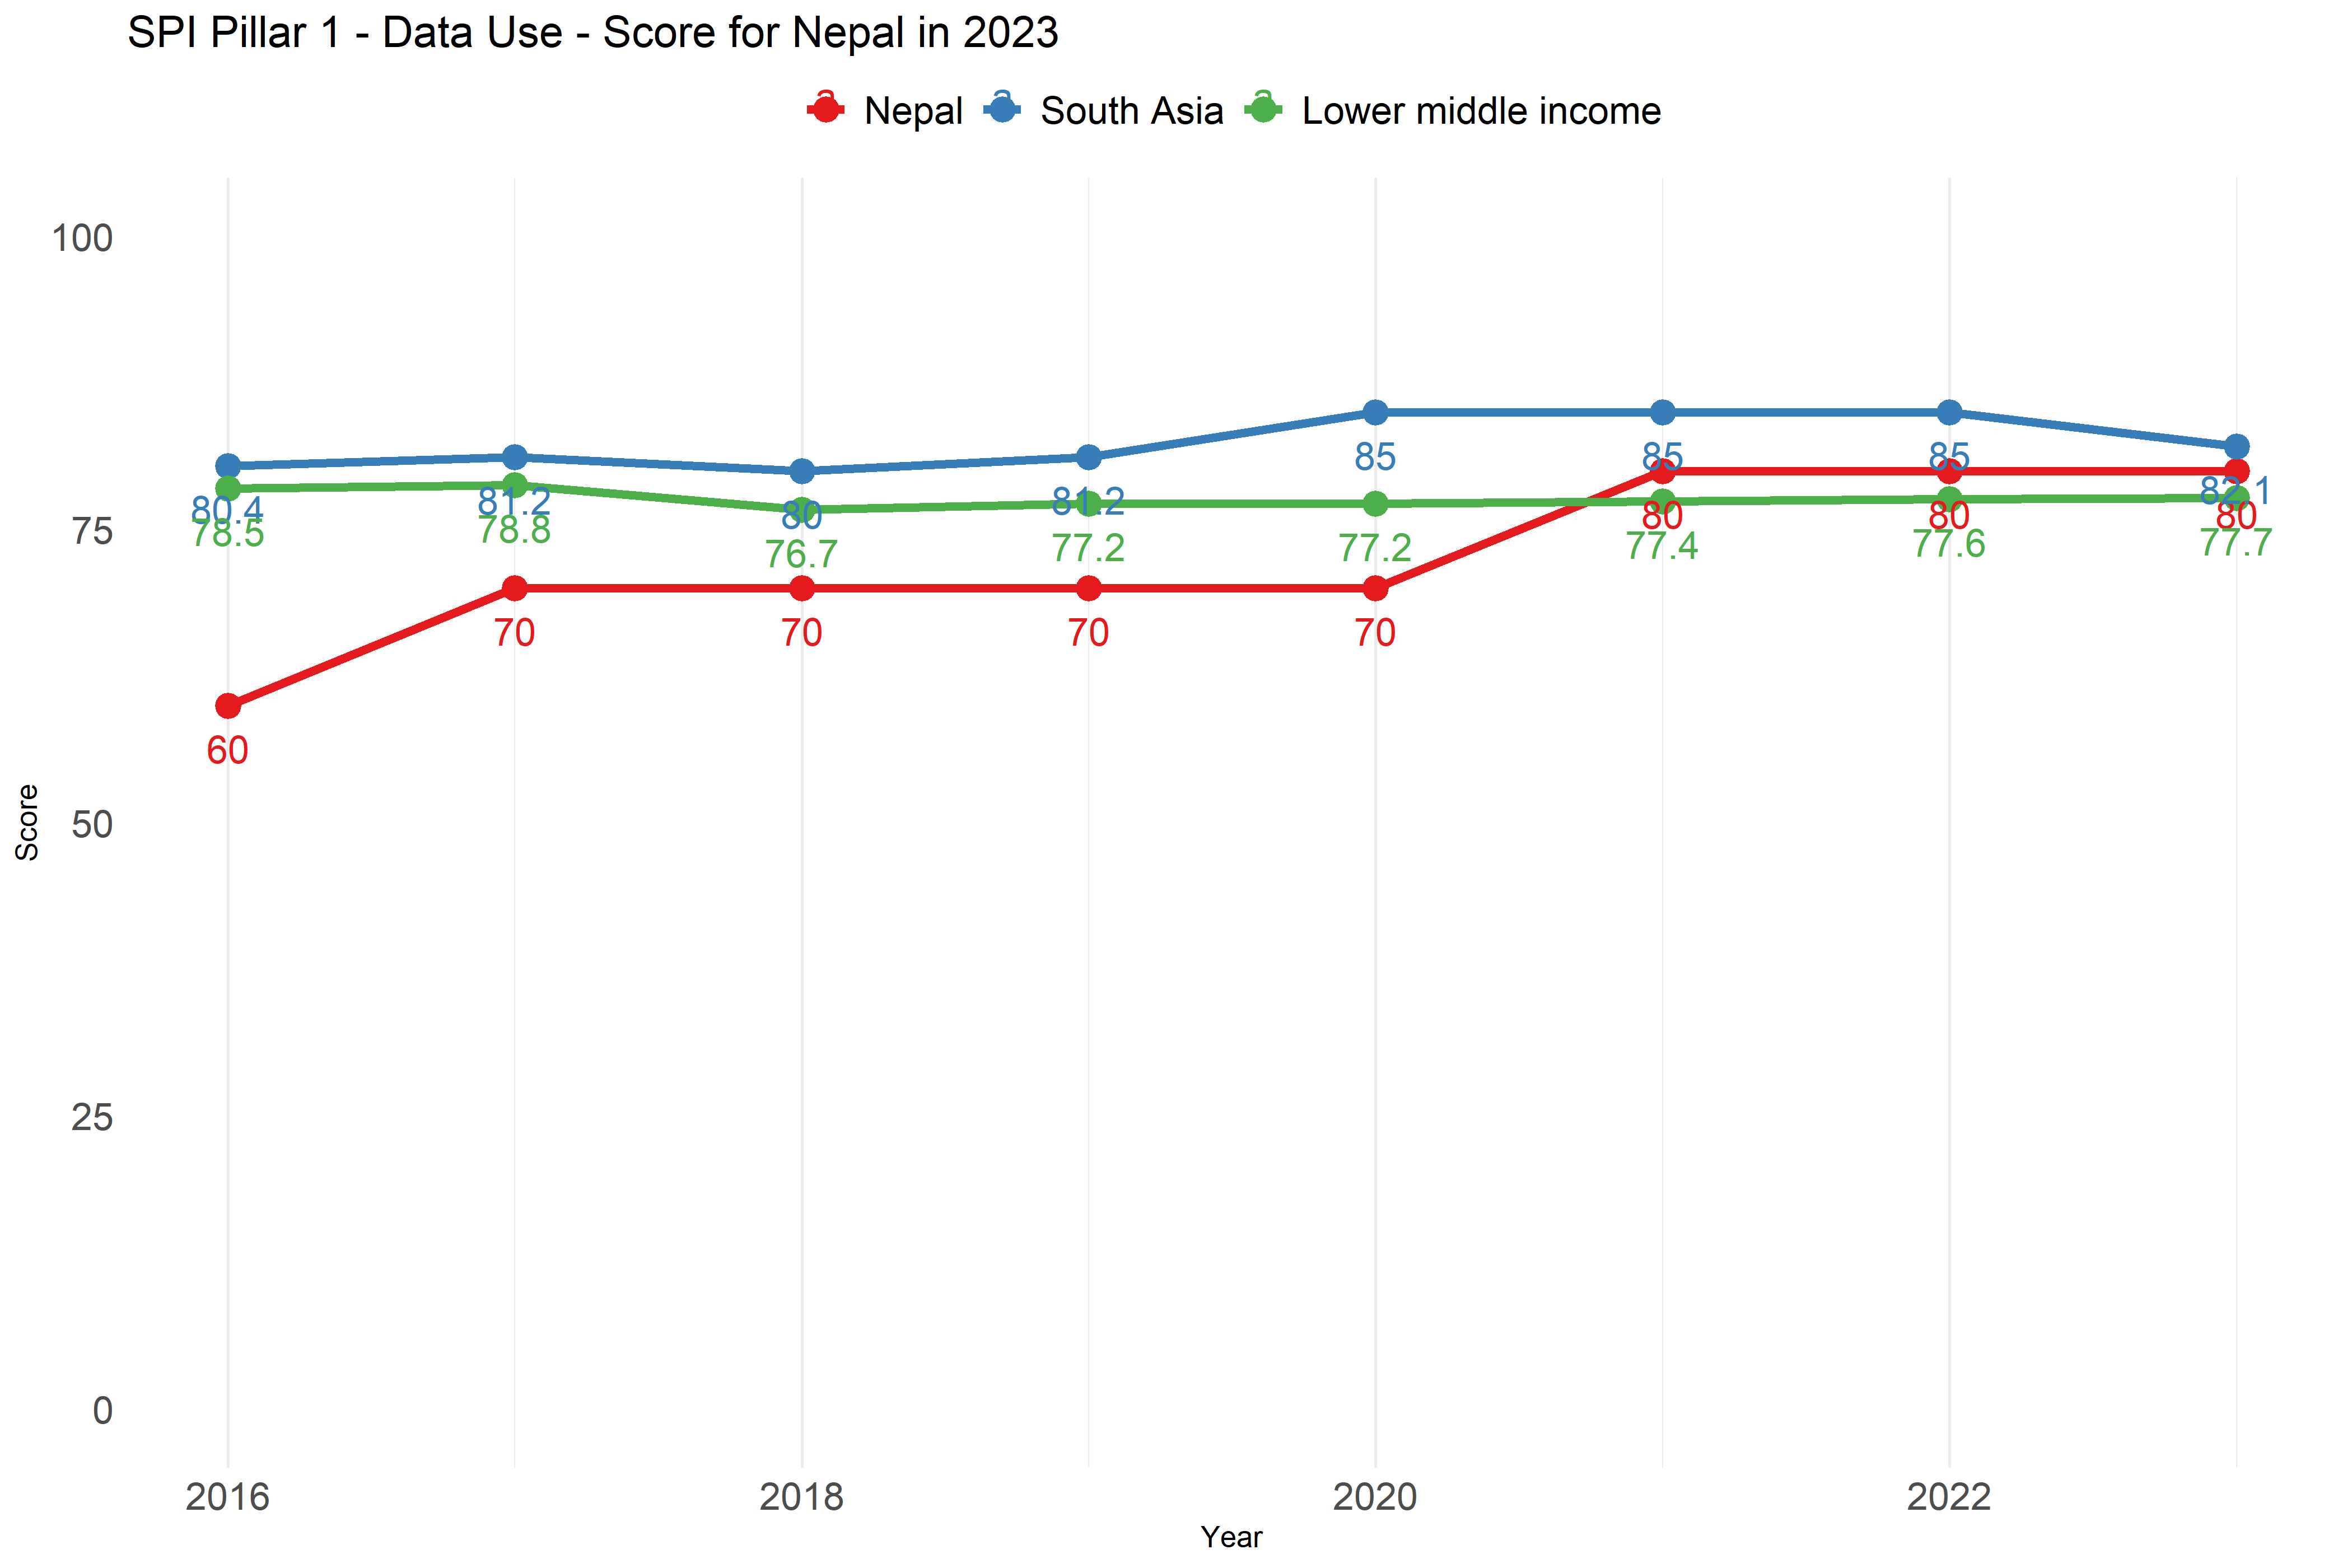 SPI Pillar 1 - Data Use - Score for Nepal in 2023
a Nepal a South Asia a Lower middle income
100
85 85 85
80.4 81.2 80 81.2 82.1
80 80 80
78.5 78.8 76.7 77.2 77.2 77.4 77.6 77.7
75
70 70 70 70
60
Score
50
25
0
2016 2018 2020 2022
Year